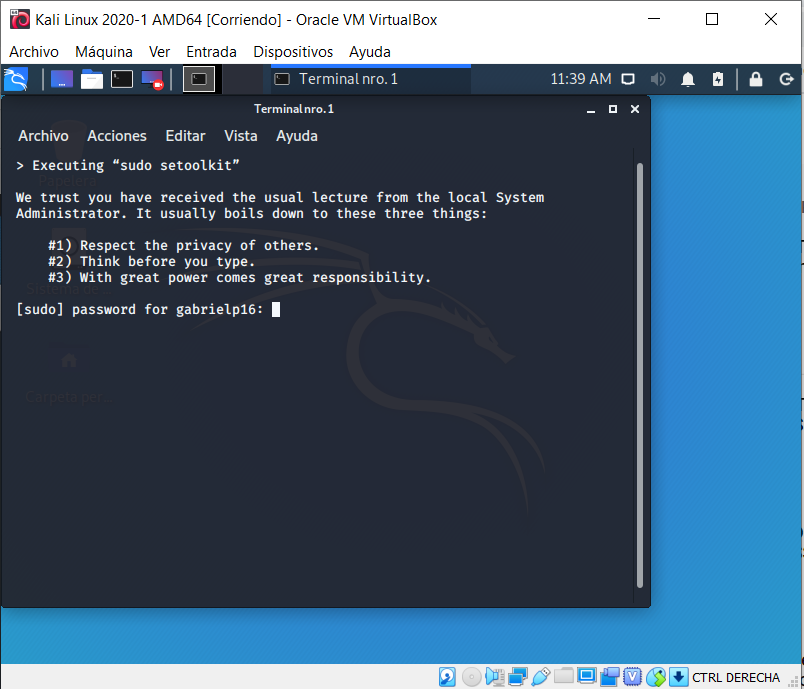 Kali Linux 2020-1 AMD64 [Corriendo] - Oracle VM VirtualBox
Archivo Máquina Ver Entrada Dispositivos Ayuda
Terminal nro. 1 11:39 AM
Terminal nro. 1
Archivo Acciones Editar Vista Ayuda
> Executing “sudo setoolkit”
We trust you have received the usual lecture from the local System
Administrator. It usually boils down to these three things:
#1) Respect the privacy of others.
#2) Think before you type.
#3) With great power comes great responsibility.
[sudo] password for gabrielp16:
Carpeta per...
CTRL DERECHA